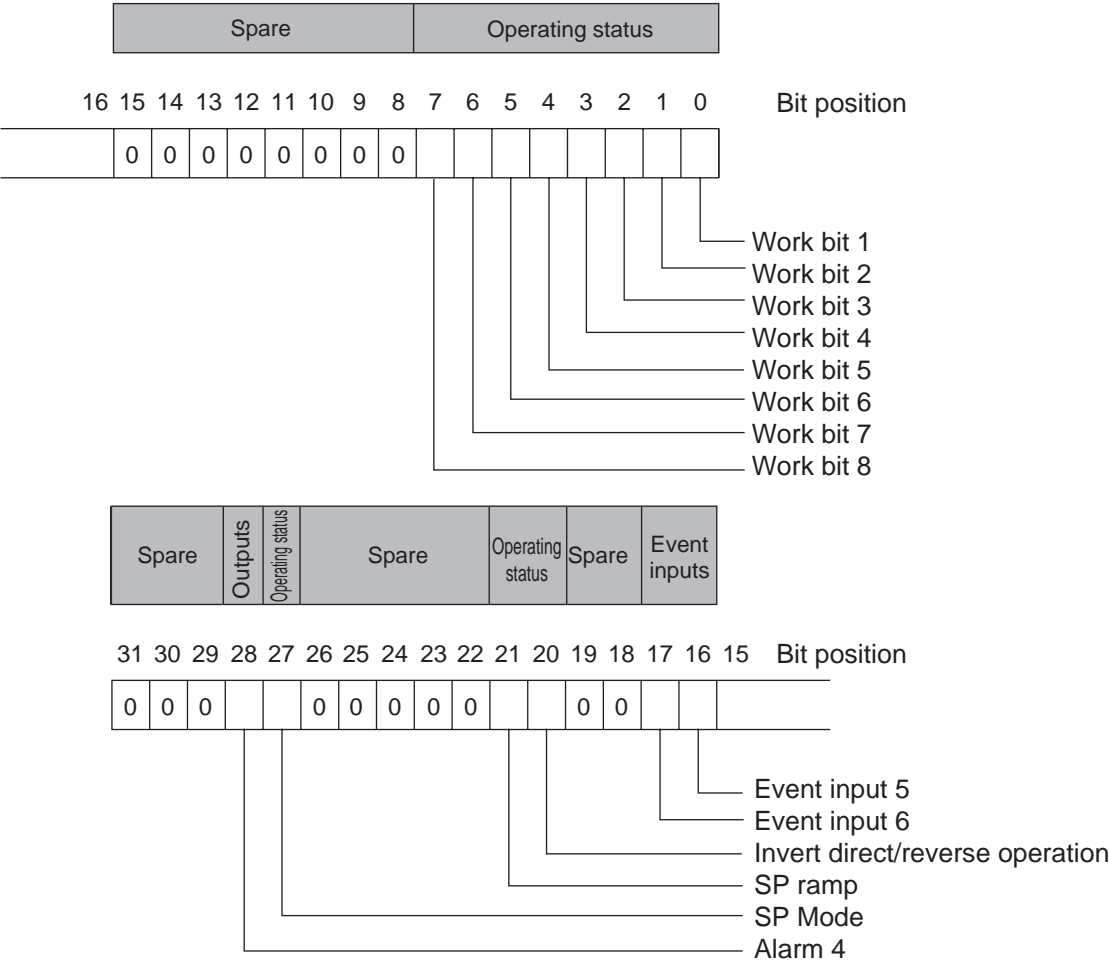 Spare Operating status
16 15 14 13 12 11 10 9 8 7 6 5 4 3 2 1 0 Bit position
0 0 0 0 0 0 0 0
Work bit 1
Work bit 2
Work bit 3
Work bit 4
Work bit 5
Work bit 6
Work bit 7
Work bit 8
Spare Outputs Operating status Spare Operating status Spare Event inputs
31 30 29 28 27 26 25 24 23 22 21 20 19 18 17 16 15 Bit position
0 0 0 0 0 0 0 0 0 0
Event input 5
Event input 6
Invert direct/reverse operation
SP ramp
SP Mode
Alarm 4